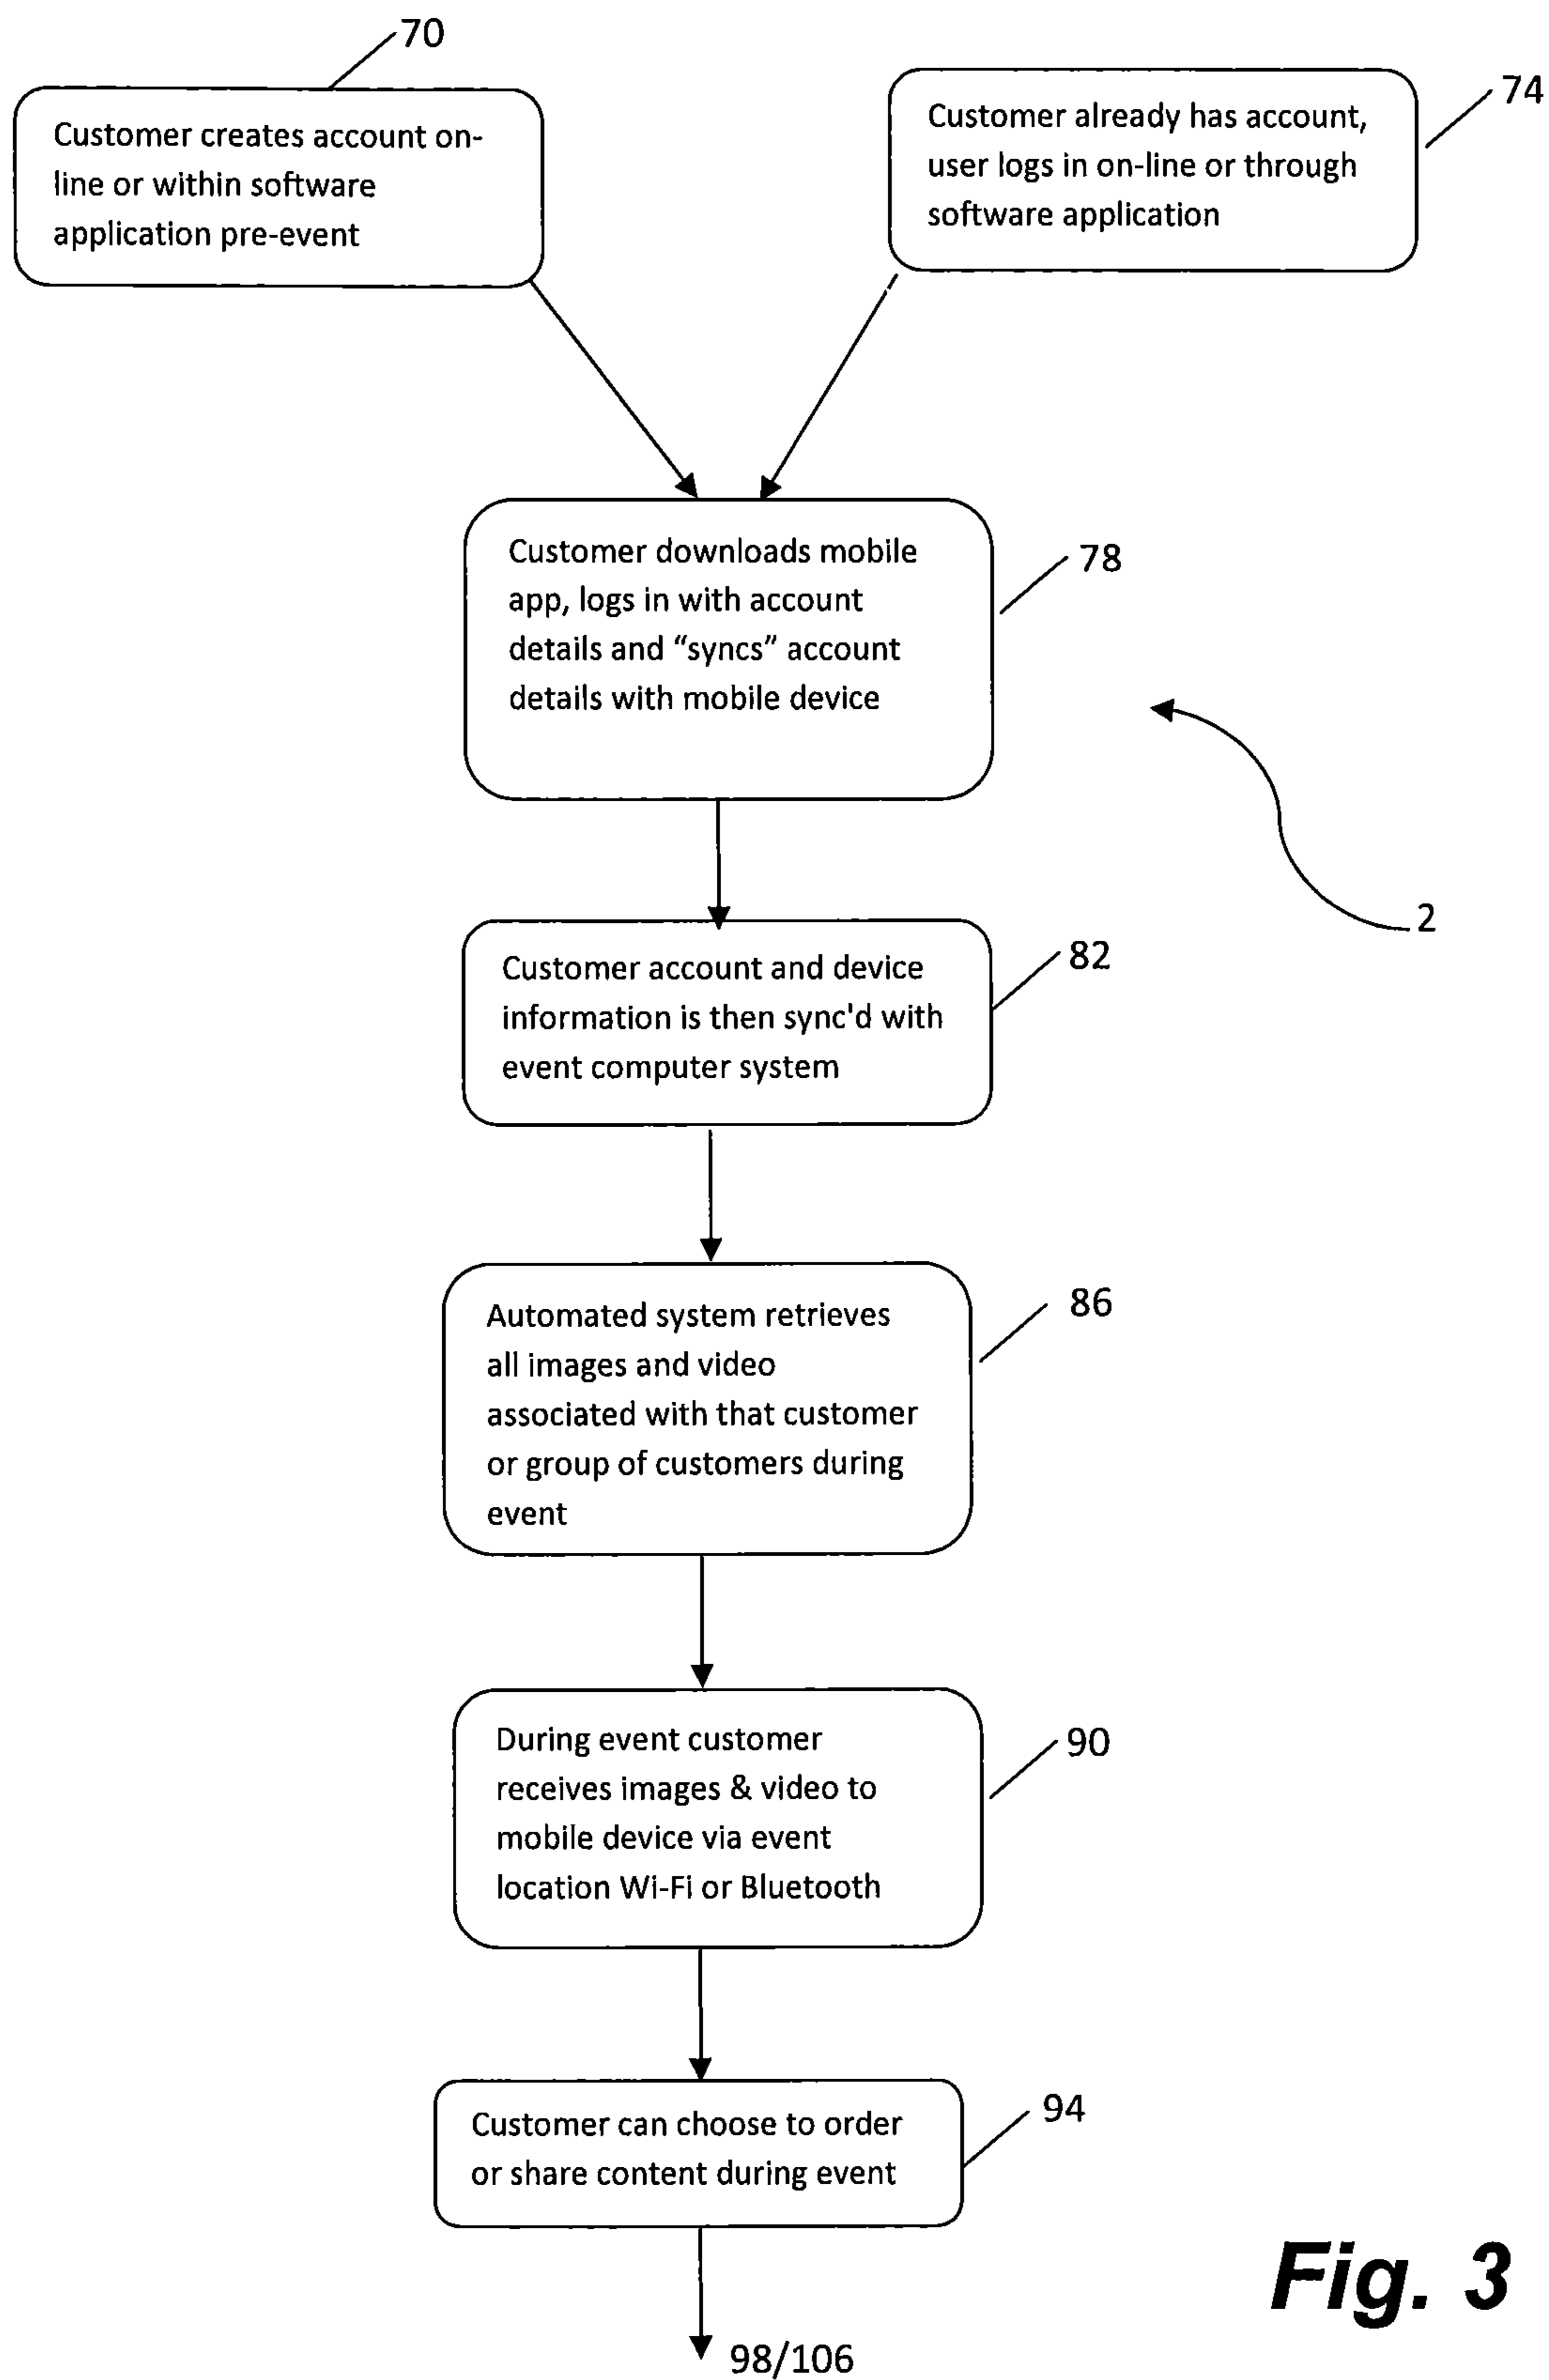 70
Customer creates account on-
line or within software
application pre-event
74
Customer already has account,
user logs in on-line or through
software application
Customer downloads mobile
app, logs in with account
details and “syncs” account
details with mobile device
78
2
Customer account and device
information is then sync'd with
event computer system
82
Automated system retrieves
all images and video
associated with that customer
or group of customers during
event
86
During event customer
receives images & video to
mobile device via event
location Wi-Fi or Bluetooth
90
Customer can choose to order
or share content during event
94
98/106
Fig. 3